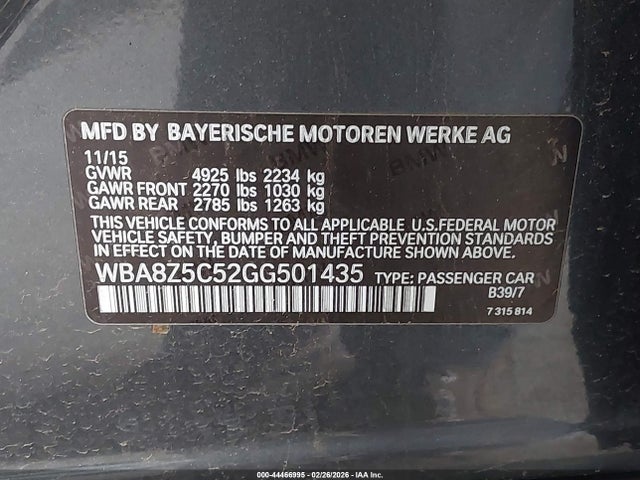 MFD BY BAYERISCHE MOTOREN WERKE AG
11/15
GVWR 4925 lbs 2234 kg
GAWR FRONT 2270 lbs 1030 kg
GAWR REAR 2785 lbs 1263 kg
THIS VEHICLE CONFORMS TO ALL APPLICABLE U.S.FEDERAL MOTOR
VEHICLE SAFETY, BUMPER AND THEFT PREVENTION STANDARDS
IN EFFECT ON THE DATE OF MANUFACTURE SHOWN ABOVE.
WBA8Z5C52GG501435 TYPE: PASSENGER CAR
B39/7
7 315 814
000-44466995 02/26/2026 IAA Inc.